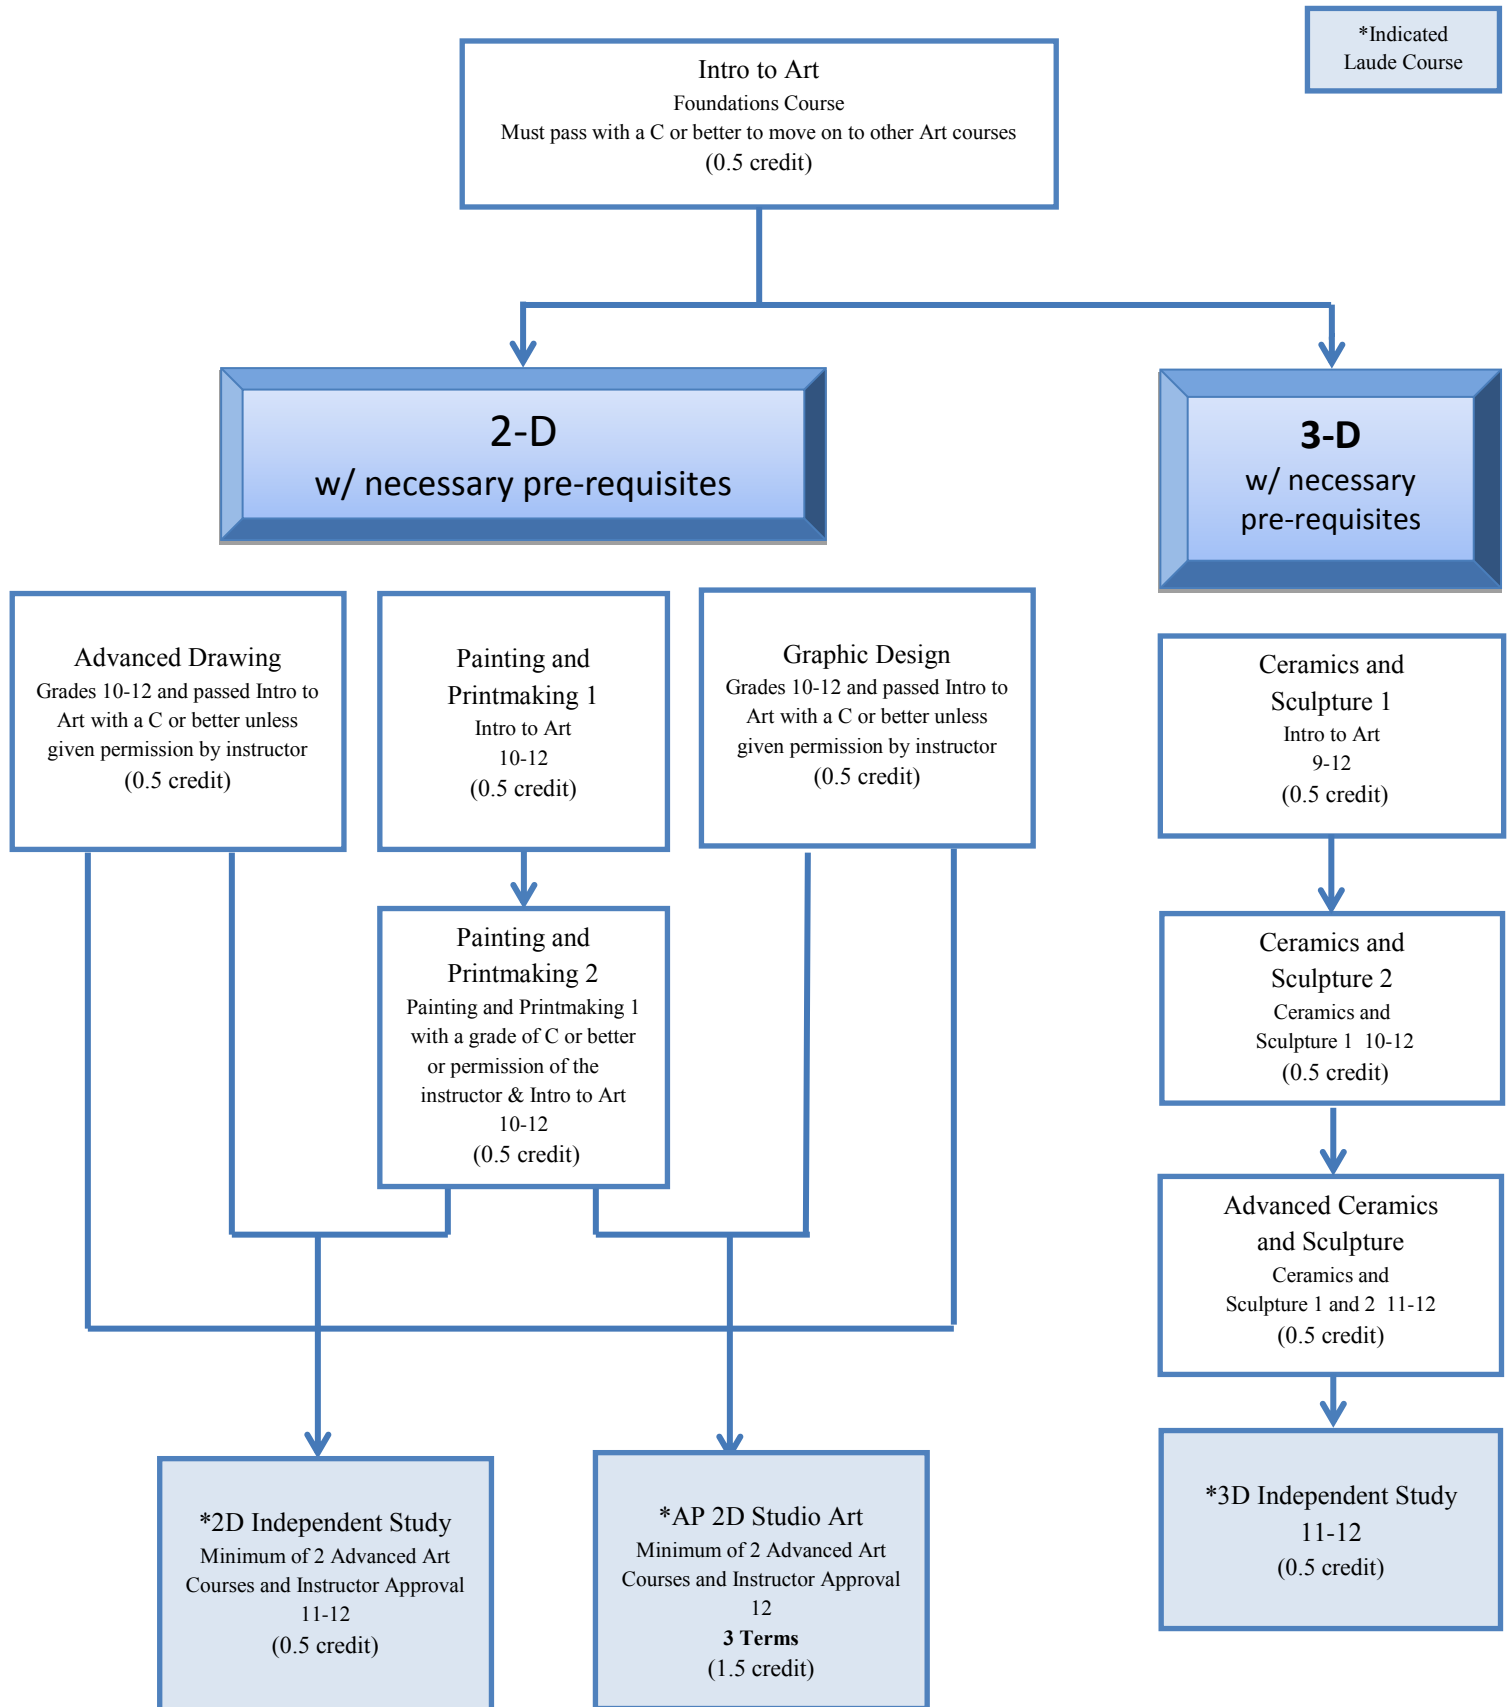 *Indicated
Laude Course
Intro to Art
Foundations Course
Must pass with a C or better to move on to other Art courses
(0.5 credit)
2-D
w/ necessary pre-requisites
3-D
w/ necessary
pre-requisites
Advanced Drawing
Grades 10-12 and passed Intro to
Art with a C or better unless
given permission by instructor
(0.5 credit)
Painting and
Printmaking 1
Intro to Art
10-12
(0.5 credit)
Graphic Design
Grades 10-12 and passed Intro to
Art with a C or better unless
given permission by instructor
(0.5 credit)
Ceramics and
Sculpture 1
Intro to Art
9-12
(0.5 credit)
Painting and
Printmaking 2
Painting and Printmaking 1
with a grade of C or better
or permission of the
instructor & Intro to Art
10-12
(0.5 credit)
Ceramics and
Sculpture 2
Ceramics and
Sculpture 1  10-12
(0.5 credit)
Advanced Ceramics
and Sculpture
Ceramics and
Sculpture 1 and 2  11-12
(0.5 credit)
*2D Independent Study
Minimum of 2 Advanced Art
Courses and Instructor Approval
11-12
(0.5 credit)
*AP 2D Studio Art
Minimum of 2 Advanced Art
Courses and Instructor Approval
12
3 Terms
(1.5 credit)
*3D Independent Study
11-12
(0.5 credit)